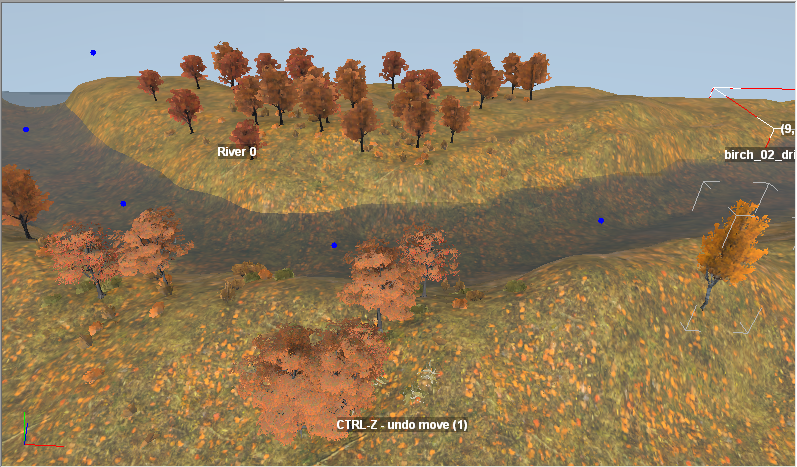 (9,
birch_02_dri
River 0
CTRL-Z - undo move (1)